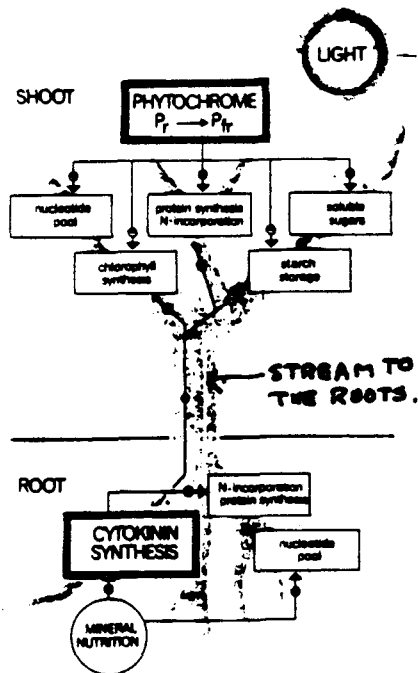 LIGHT
SHOOT
PHYTOCHROME
Pr → Pfr
nucleotide
pool
protein synthesis
N-incorporation
soluble
sugars
chlorophyll
synthesis
starch
storage
STREAM TO
THE ROOTS.
ROOT
N-incorporation
protein synthesis
CYTOKININ
SYNTHESIS
nucleotide
pool
MINERAL
NUTRITION